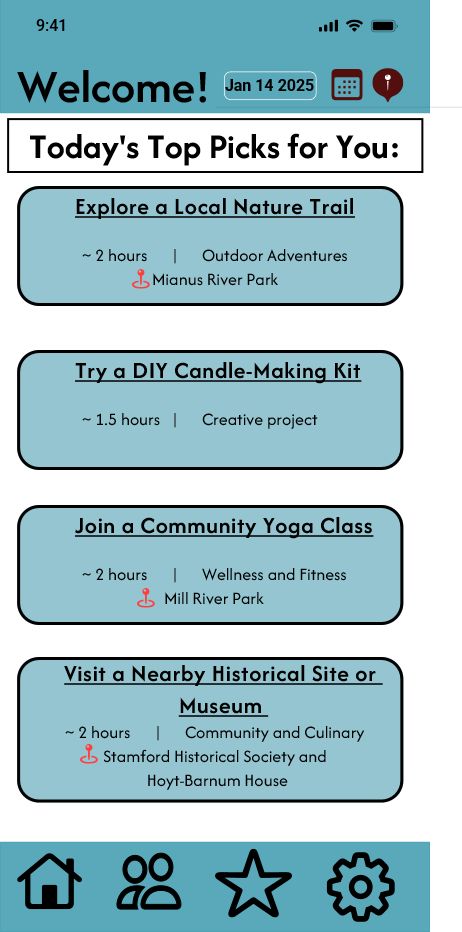 9:41
Welcome! Jan 14 2025
Today's Top Picks for You:
Explore a Local Nature Trail
~ 2 hours | Outdoor Adventures
Mianus River Park
Try a DIY Candle-Making Kit
~ 1.5 hours | Creative project
Join a Community Yoga Class
~ 2 hours | Wellness and Fitness
Mill River Park
Visit a Nearby Historical Site or
Museum
~ 2 hours | Community and Culinary
Stamford Historical Society and
Hoyt-Barnum House